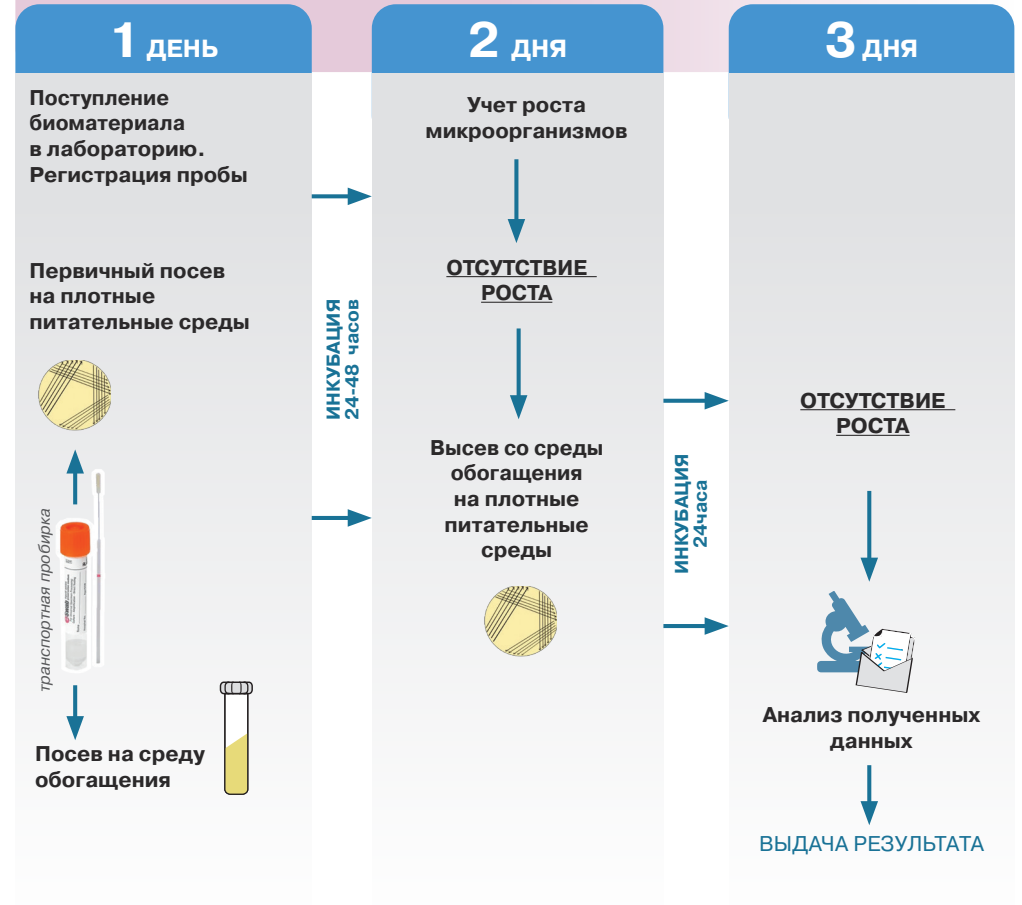 1 ДЕНЬ
Поступление
биоматериала
в лабораторию.
Регистрация пробы
Первичный посев
на плотные
питательные среды
транспортная пробирка
Посев на среду
обогащения
ИНКУБАЦИЯ
24-48 часов
2 ДНЯ
Учет роста
микроорганизмов
ОТСУТСТВИЕ
РОСТА
Высев со среды
обогащения
на плотные
питательные
среды
ИНКУБАЦИЯ
24часа
3 ДНЯ
ОТСУТСТВИЕ
РОСТА
Анализ полученных
данных
ВЫДАЧА РЕЗУЛЬТАТА